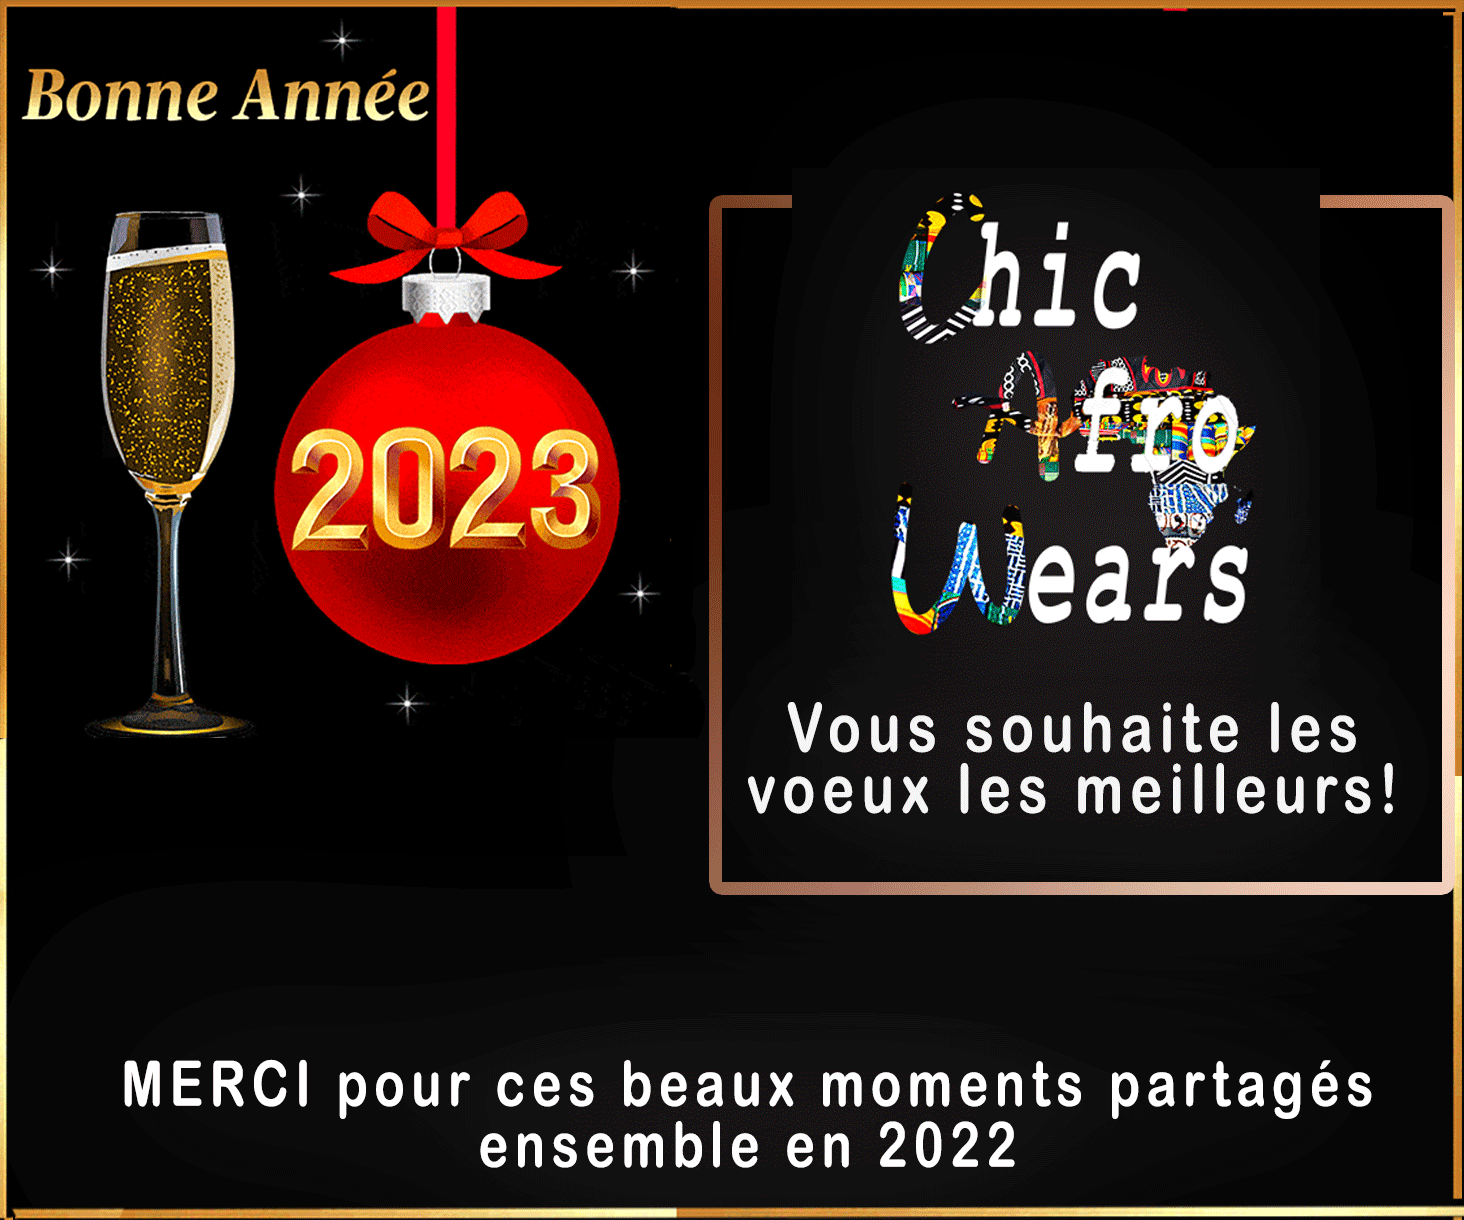 Bonne Année
2023
Chic
Afro
Wears
Vous souhaite les
voeux les meilleurs!
MERCI pour ces beaux moments partagés
ensemble en 2022